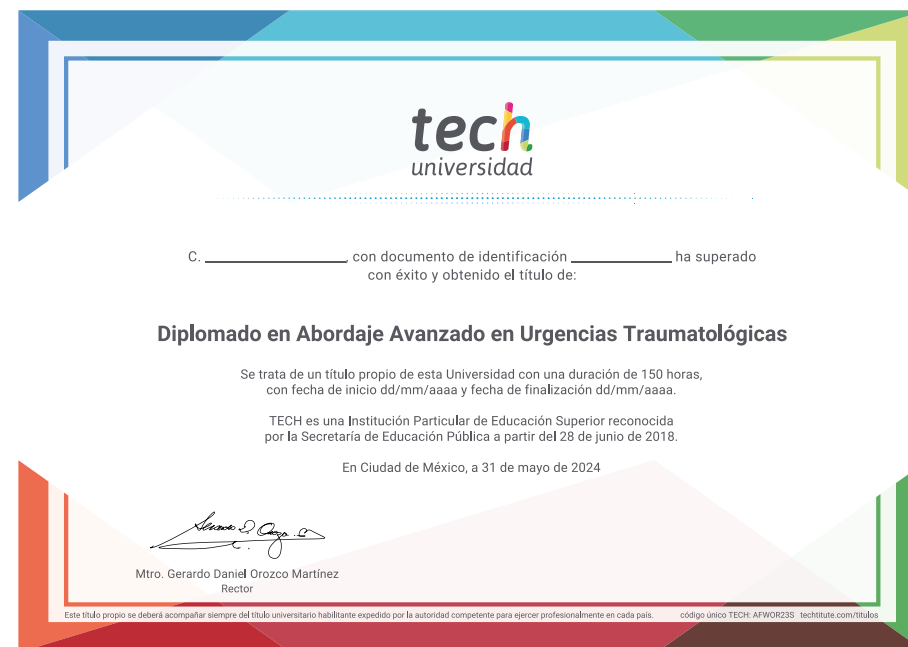 tech
universidad
C. ____________, con documento de identificación ____________ ha superado
con éxito y obtenido el título de:
Diplomado en Abordaje Avanzado en Urgencias Traumatológicas
Se trata de un título propio de esta Universidad con una duración de 150 horas,
con fecha de inicio dd/mm/aaaa y fecha de finalización dd/mm/aaaa.
TECH es una Institución Particular de Educación Superior reconocida
por la Secretaría de Educación Pública a partir del 28 de junio de 2018.
En Ciudad de México, a 31 de mayo de 2024
Mtro. Gerardo Daniel Orozco Martínez
Rector
Este título propio se deberá acompañar siempre del título universitario habilitante expedido por la autoridad competente para ejercer profesionalmente en cada país. código único TECH: AFWOR23S techtitute.com/titulos